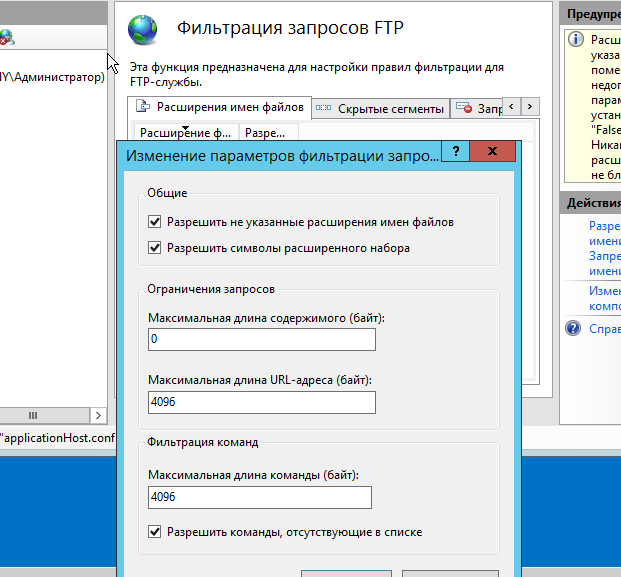 Фильтрация запросов FTP
Эта функция предназначена для настройки правил фильтрации для
FTP-службы.
Y\Администратор)
Расширения имен файлов
Скрытые сегменты
Запр
Расширение ф...
Разре...
"applicationHost.conf
Изменение параметров фильтрации запро...
?
x
Общие
Разрешить не указанные расширения имен файлов
Разрешить символы расширенного набора
Ограничения запросов
Максимальная длина содержимого (байт):
0
Максимальная длина URL-адреса (байт):
4096
Фильтрация команд
Максимальная длина команды (байт):
4096
Разрешить команды, отсутствующие в списке
Предупре
Расш
указа
поме
недог
парам
устан
"False
Никак
расш
не бл
Действия
Разре
имени
Запре
имени
Измен
компо
Справ